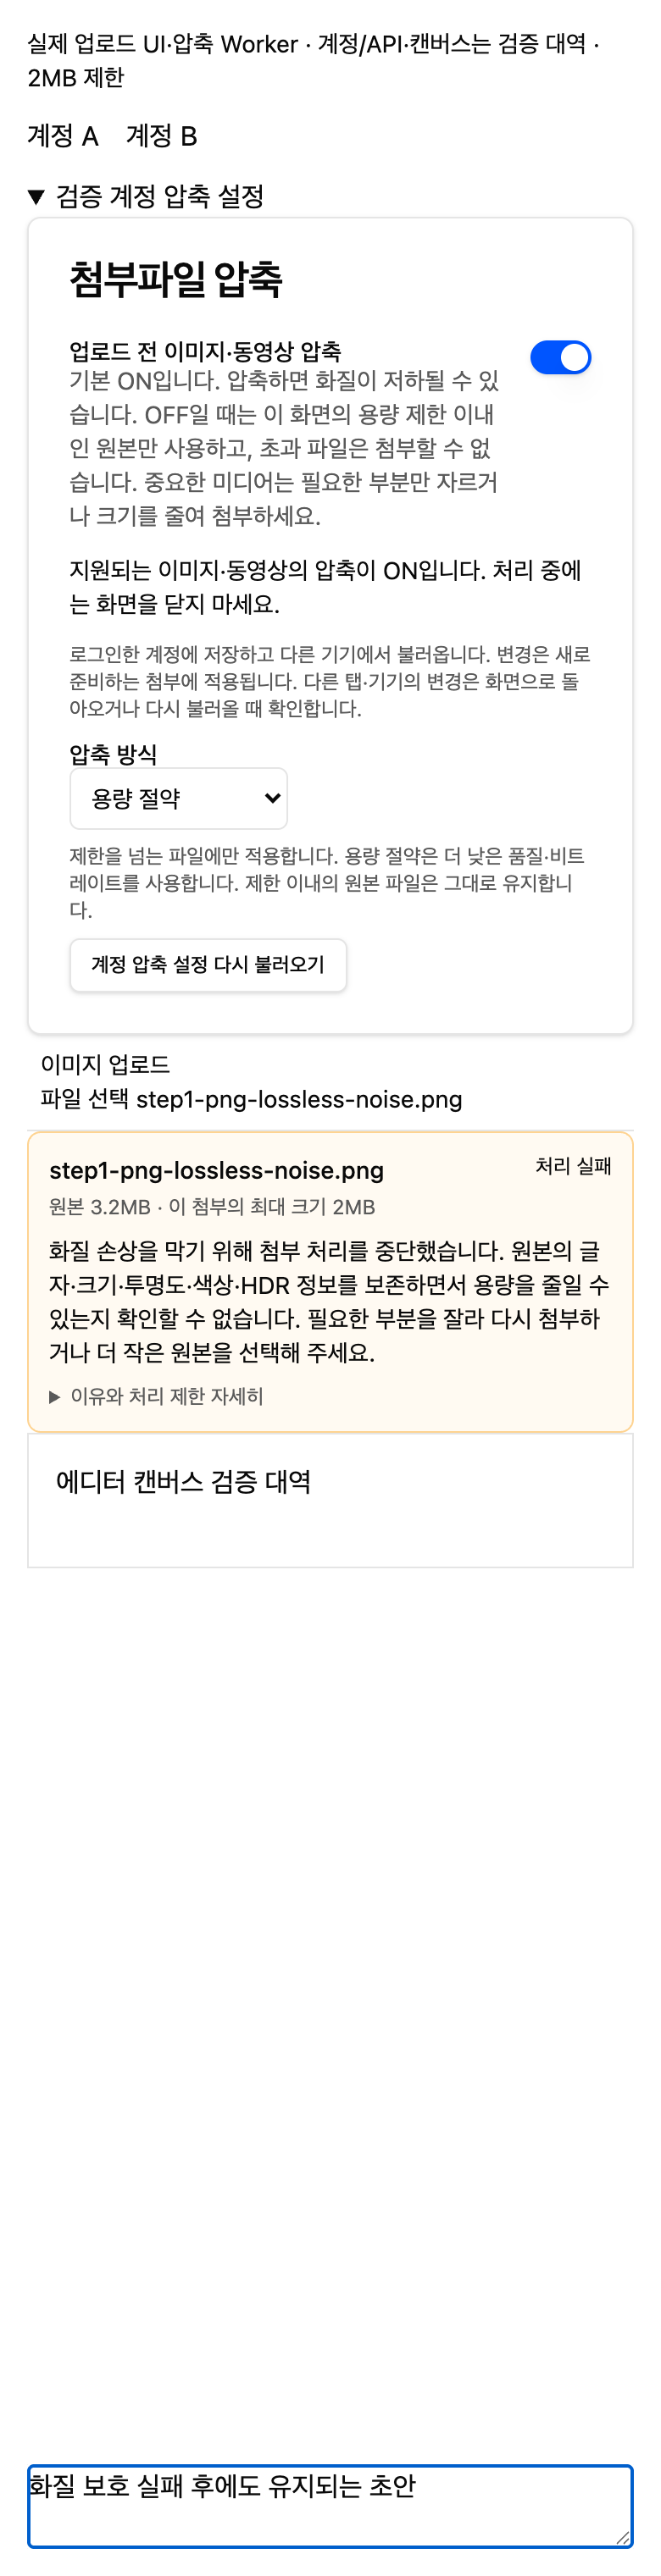 실제 업로드 UI·압축 Worker · 계정/API·캔버스는 검증 대역 ·
2MB 제한
계정 A 계정 B
▼ 검증 계정 압축 설정
첨부파일 압축
업로드 전 이미지·동영상 압축
기본 ON입니다. 압축하면 화질이 저하될 수 있
습니다. OFF일 때는 이 화면의 용량 제한 이내
인 원본만 사용하고, 초과 파일은 첨부할 수 없
습니다. 중요한 미디어는 필요한 부분만 자르거
나 크기를 줄여 첨부하세요.
지원되는 이미지·동영상의 압축이 ON입니다. 처리 중에
는 화면을 닫지 마세요.
로그인한 계정에 저장하고 다른 기기에서 불러옵니다. 변경은 새로
준비하는 첨부에 적용됩니다. 다른 탭·기기의 변경은 화면으로 돌
아오거나 다시 불러올 때 확인합니다.
압축 방식
용량 절약
제한을 넘는 파일에만 적용합니다. 용량 절약은 더 낮은 품질·비트
레이트를 사용합니다. 제한 이내의 원본 파일은 그대로 유지합니
다.
계정 압축 설정 다시 불러오기
이미지 업로드
파일 선택 step1-png-lossless-noise.png
step1-png-lossless-noise.png 처리 실패
원본 3.2MB · 이 첨부의 최대 크기 2MB
화질 손상을 막기 위해 첨부 처리를 중단했습니다. 원본의 글
자·크기·투명도·색상·HDR 정보를 보존하면서 용량을 줄일 수
있는지 확인할 수 없습니다. 필요한 부분을 잘라 다시 첨부하
거나 더 작은 원본을 선택해 주세요.
▶ 이유와 처리 제한 자세히
에디터 캔버스 검증 대역
화질 보호 실패 후에도 유지되는 초안